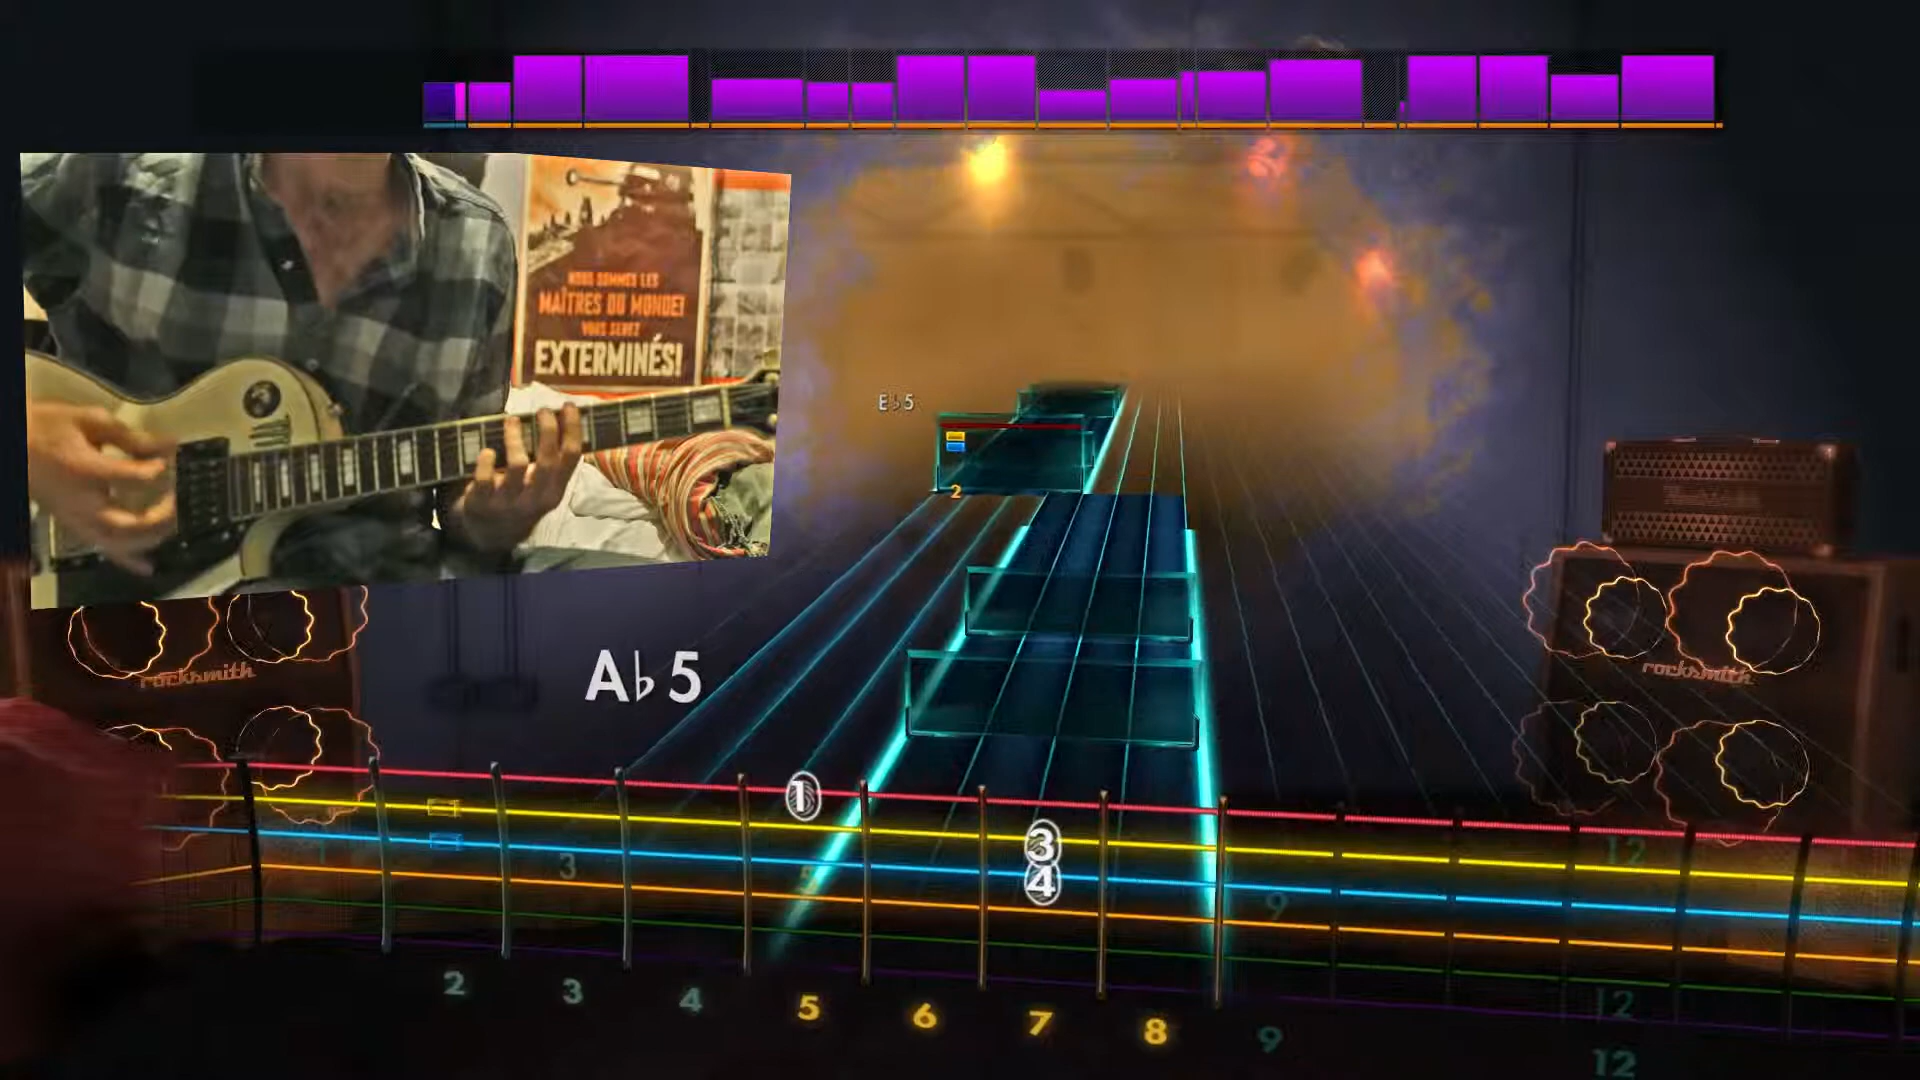 NOUS SOMMES LES
MAÎTRES DU MONDE!
VOUS SEREZ
EXTERMINÉS!
E♭5
2
A♭5
rocksmith
rocksmith
1
3
4
3
5
9
12
2
3
4
5
6
7
8
9
12
12